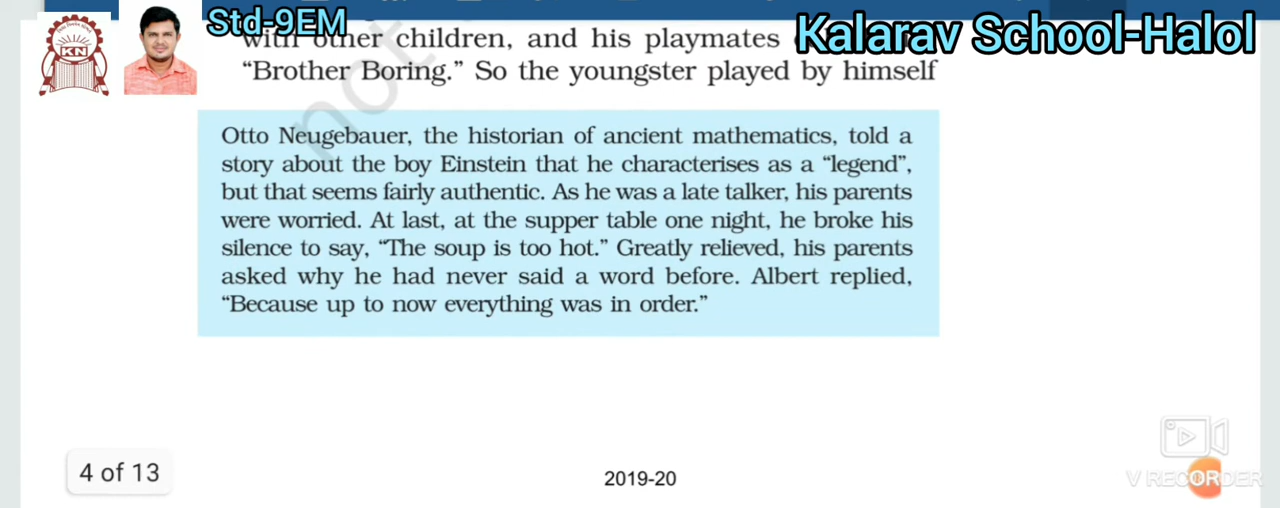 Std-9EM
Kalarav School-Halol
KN
with other children, and his playmates
“Brother Boring.” So the youngster played by himself
not
Otto Neugebauer, the historian of ancient mathematics, told a
story about the boy Einstein that he characterises as a “legend”,
but that seems fairly authentic. As he was a late talker, his parents
were worried. At last, at the supper table one night, he broke his
silence to say, “The soup is too hot.” Greatly relieved, his parents
asked why he had never said a word before. Albert replied,
“Because up to now everything was in order.”
4 of 13
2019-20
V RECORDER